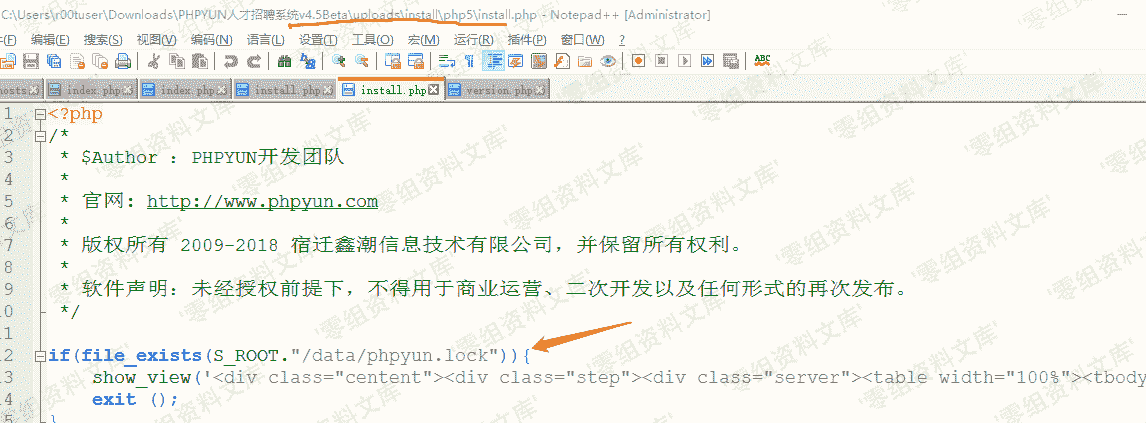 C:\Users\r00tuser\Downloads\PHPYUN人才招聘系统v4.5Beta\uploads\install\php5\install.php - Notepad++ [Administrator]
编辑(E) 搜索(S) 视图(V) 编码(N) 语言(L) 设置(T) 工具(O) 宏(M) 运行(R) 插件(P) 窗口(W) ?
hosts index.php index.php install.php install.php version.php
1 <?php
2 /*
3 * $Author ：PHPYUN开发团队
4 *
5 * 官网: http://www.phpyun.com
6 *
7 * 版权所有 2009-2018 宿迁鑫潮信息技术有限公司，并保留所有权利。
8 *
9 * 软件声明：未经授权前提下，不得用于商业运营、二次开发以及任何形式的再次发布。
10 */
11
12 if(file_exists(S_ROOT."/data/phpyun.lock")){
13 show_view('<div class="centent"><div class="step"><div class="server"><table width="100%"><tbody
14 exit ();
'零组资料文库'